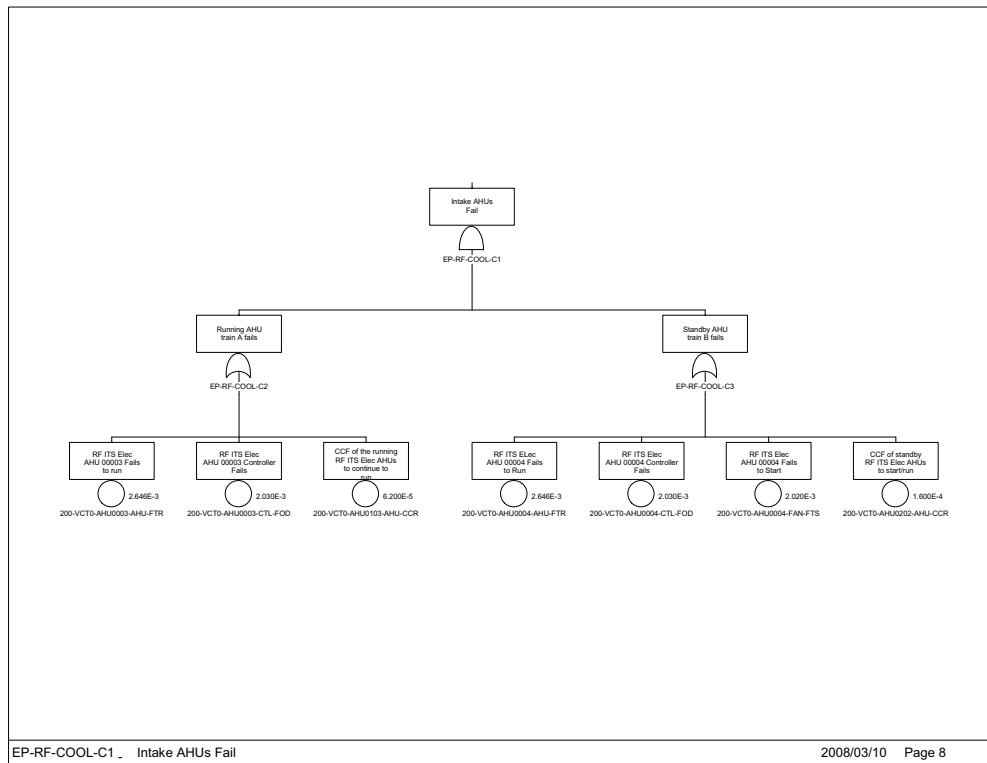 Intake AHUs
Fail
EP-RF-COOL-C1
Running AHU
train A fails
EP-RF-COOL-C2
Standby AHU
train B fails
EP-RF-COOL-C3
RF ITS Elec
AHU 00003 Fails
to run
2.646E-3
200-VCT0-AHU0003-AHU-FTR
RF ITS Elec
AHU 00003 Controller
Fails
2.030E-3
200-VCT0-AHU0003-CTL-FOD
CCF of the running
RF ITS Elec AHUs
to continue to
run
6.200E-5
200-VCT0-AHU0103-AHU-CCR
RF ITS ELec
AHU 00004 Fails
to Run
2.646E-3
200-VCT0-AHU0004-AHU-FTR
RF ITS Elec
AHU 00004 Controller
Fails
2.030E-3
200-VCT0-AHU0004-CTL-FOD
RF ITS Elec
AHU 00004 Fails
to Start
2.020E-3
200-VCT0-AHU0004-FAN-FTS
CCF of standby
RF ITS Elec AHUs
to start/run
1.600E-4
200-VCT0-AHU0202-AHU-CCR
EP-RF-COOL-C1 _ Intake AHUs Fail
2008/03/10 Page 8